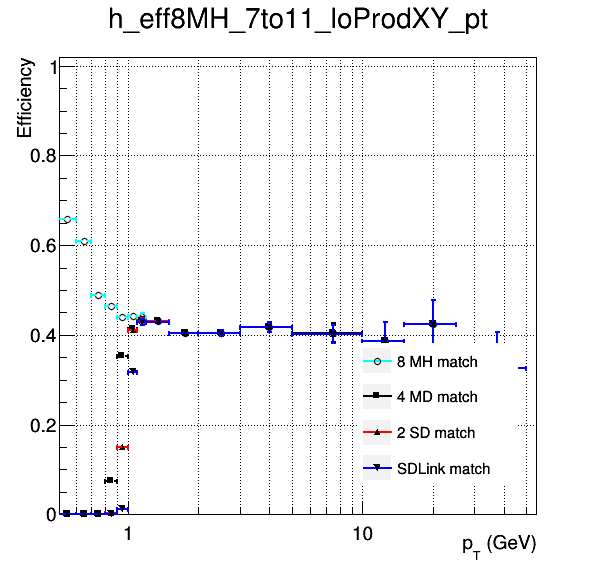 h_eff8MH_7to11_loProdXY_pt
Efficiency
1
0.8
0.6
0.4
0.2
0
8 MH match
4 MD match
2 SD match
SDLink match
1
10
p_T (GeV)